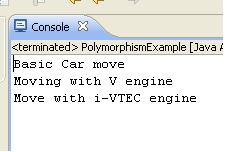 Console
<terminated> PolymorphismExample [Java A
Basic Car move
Moving with V engine
Move with i-VTEC engine